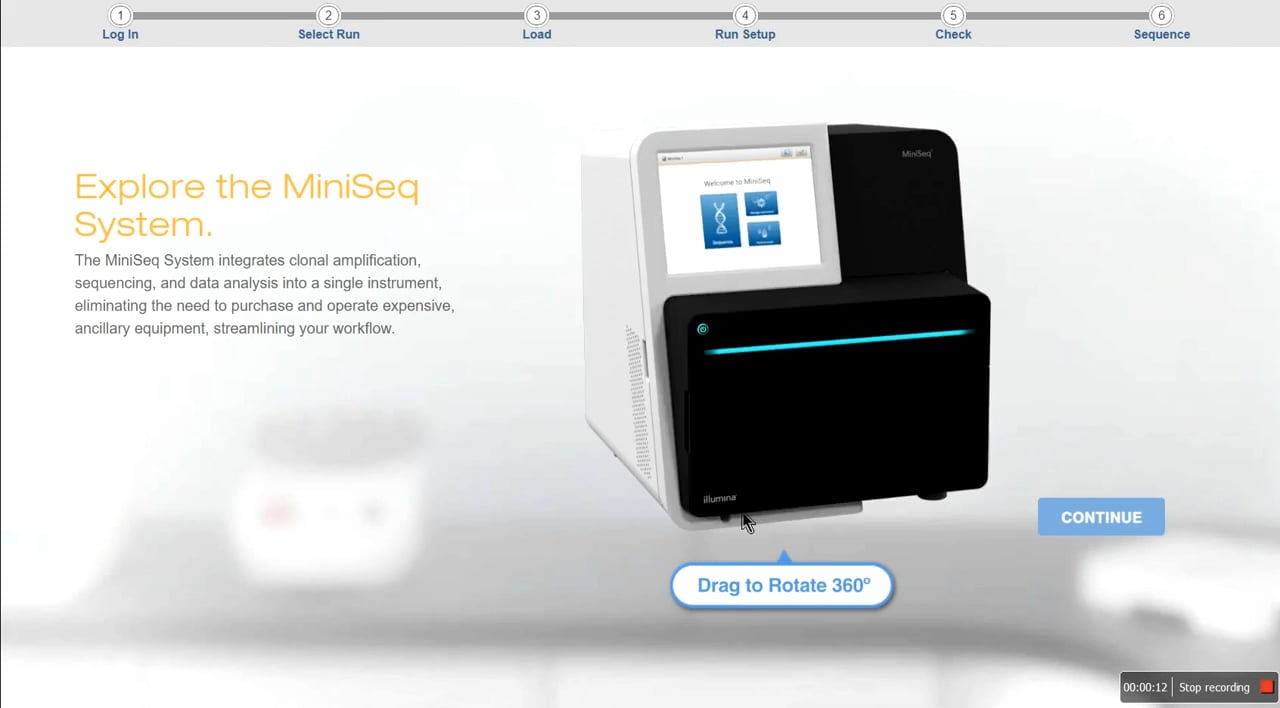 1
2
3
4
5
6
Log In
Select Run
Load
Run Setup
Check
Sequence
Explore the MiniSeq
System.
The MiniSeq System integrates clonal amplification,
sequencing, and data analysis into a single instrument,
eliminating the need to purchase and operate expensive,
ancillary equipment, streamlining your workflow.
MiniSeq
Welcome to MiniSeq
Sequence
illumina
CONTINUE
Drag to Rotate 360º
00:00:12
Stop recording